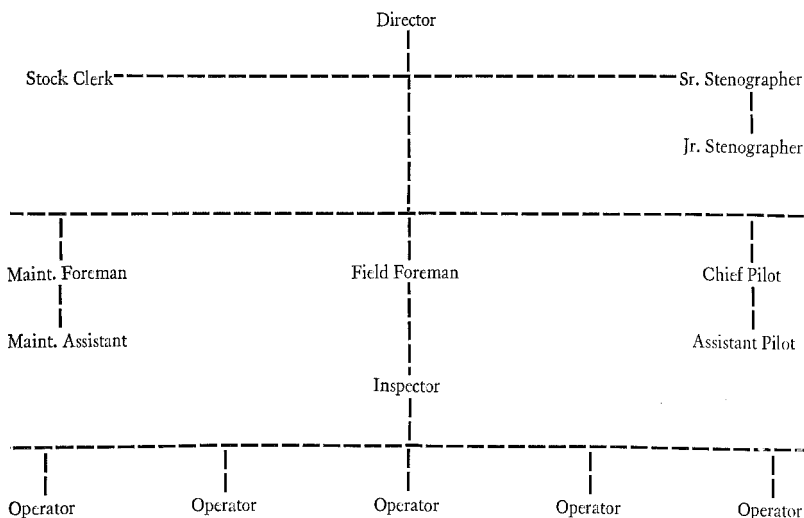 Director
Stock Clerk Sr. Stenographer
Jr. Stenographer
Maint. Foreman Field Foreman Chief Pilot
Maint. Assistant Assistant Pilot
Inspector
Operator Operator Operator Operator Operator